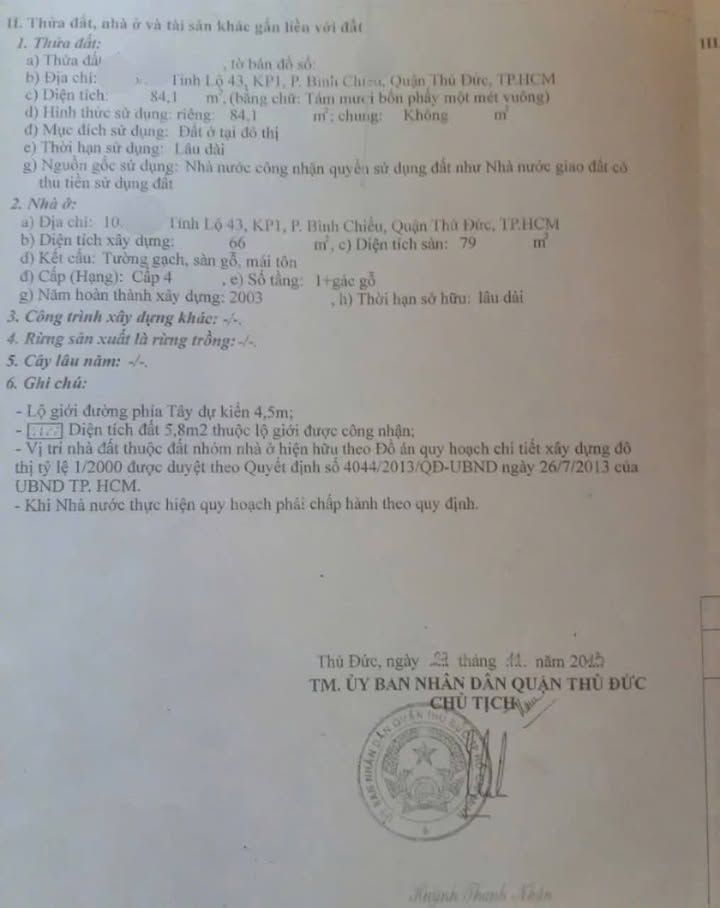 II. Thửa đất, nhà ở và tài sản khác gắn liền với đất
III
1. Thửa đất:
a) Thửa đất , tờ bản đồ số:
b) Địa chỉ: Tỉnh Lộ 43, KP1, P. Bình Chiểu, Quận Thủ Đức, TP.HCM
c) Diện tích: 84,1 m², (bằng chữ: Tám mươi bốn phẩy một mét vuông)
d) Hình thức sử dụng: riêng: 84,1 m²; chung: Không m²
đ) Mục đích sử dụng: Đất ở tại đô thị
e) Thời hạn sử dụng: Lâu dài
g) Nguồn gốc sử dụng: Nhà nước công nhận quyền sử dụng đất như Nhà nước giao đất có
thu tiền sử dụng đất
2. Nhà ở:
a) Địa chỉ: 10. Tỉnh Lộ 43, KP1, P. Bình Chiểu, Quận Thủ Đức, TP.HCM
b) Diện tích xây dựng: 66 m², c) Diện tích sàn: 79 m²
d) Kết cấu: Tường gạch, sàn gỗ, mái tôn
đ) Cấp (Hạng): Cấp 4 , e) Số tầng: 1+gác gỗ
g) Năm hoàn thành xây dựng: 2003 , h) Thời hạn sở hữu: lâu dài
3. Công trình xây dựng khác: -/-.
4. Rừng sản xuất là rừng trồng: -/-.
5. Cây lâu năm: -/-.
6. Ghi chú:
- Lộ giới đường phía Tây dự kiến 4,5m;
- Diện tích đất 5,8m2 thuộc lộ giới được công nhận;
- Vị trí nhà đất thuộc đất nhóm nhà ở hiện hữu theo Đồ án quy hoạch chi tiết xây dựng đô
thị tỷ lệ 1/2000 được duyệt theo Quyết định số 4044/2013/QĐ-UBND ngày 26/7/2013 của
UBND TP. HCM.
- Khi Nhà nước thực hiện quy hoạch phải chấp hành theo quy định.
Thủ Đức, ngày tháng 11. năm
TM. ỦY BAN NHÂN DÂN QUẬN THỦ ĐỨC
CHỦ TỊCH
Huỳnh Thanh Nhân